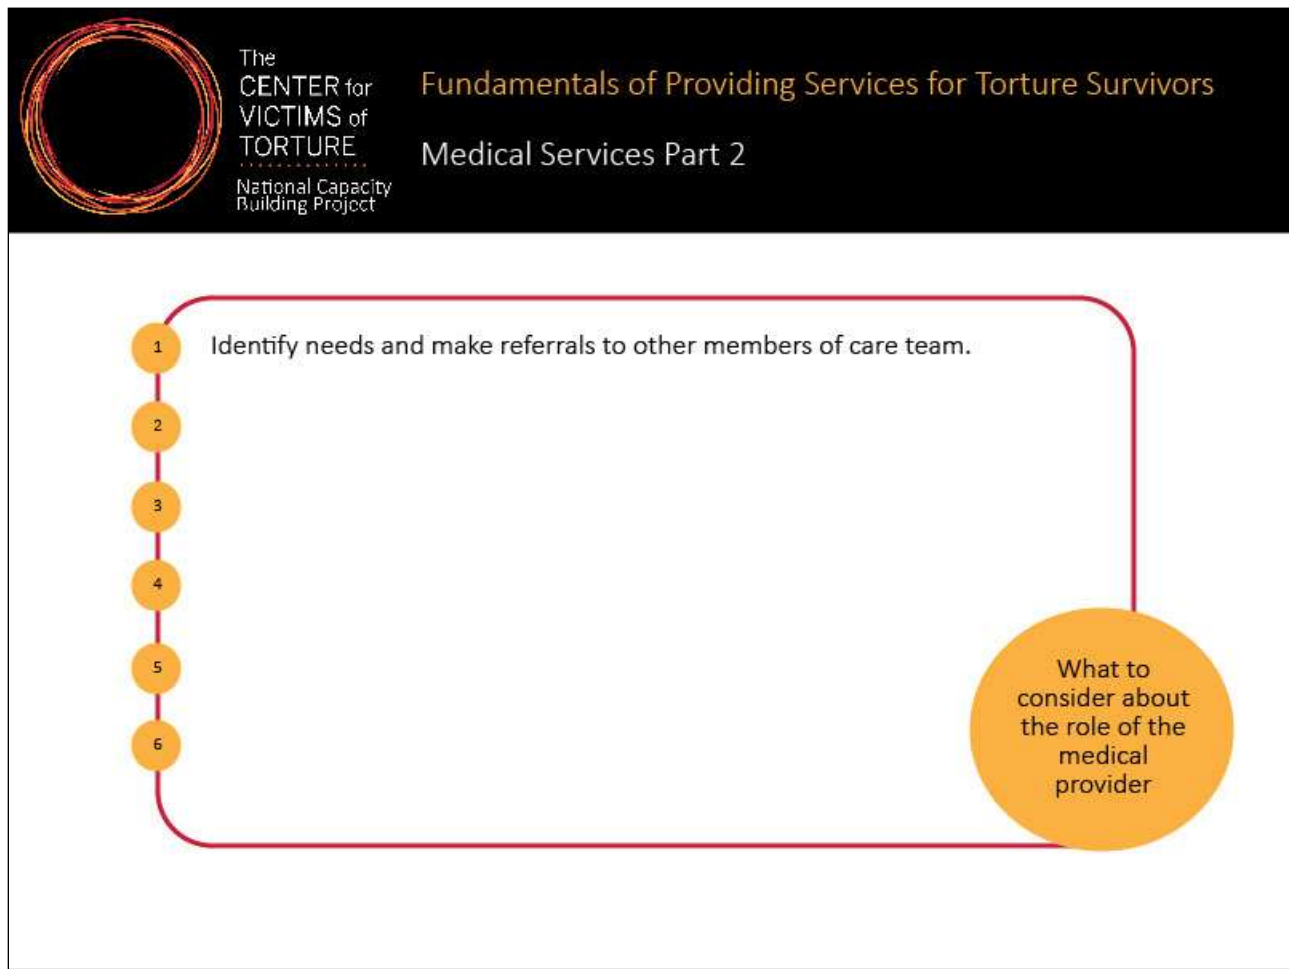 The
CENTER for
VICTIMS of
TORTURE
National Capacity
Building Project
Fundamentals of Providing Services for Torture Survivors
Medical Services Part 2
1
Identify needs and make referrals to other members of care team.
2
3
4
5
6
What to
consider about
the role of the
medical
provider